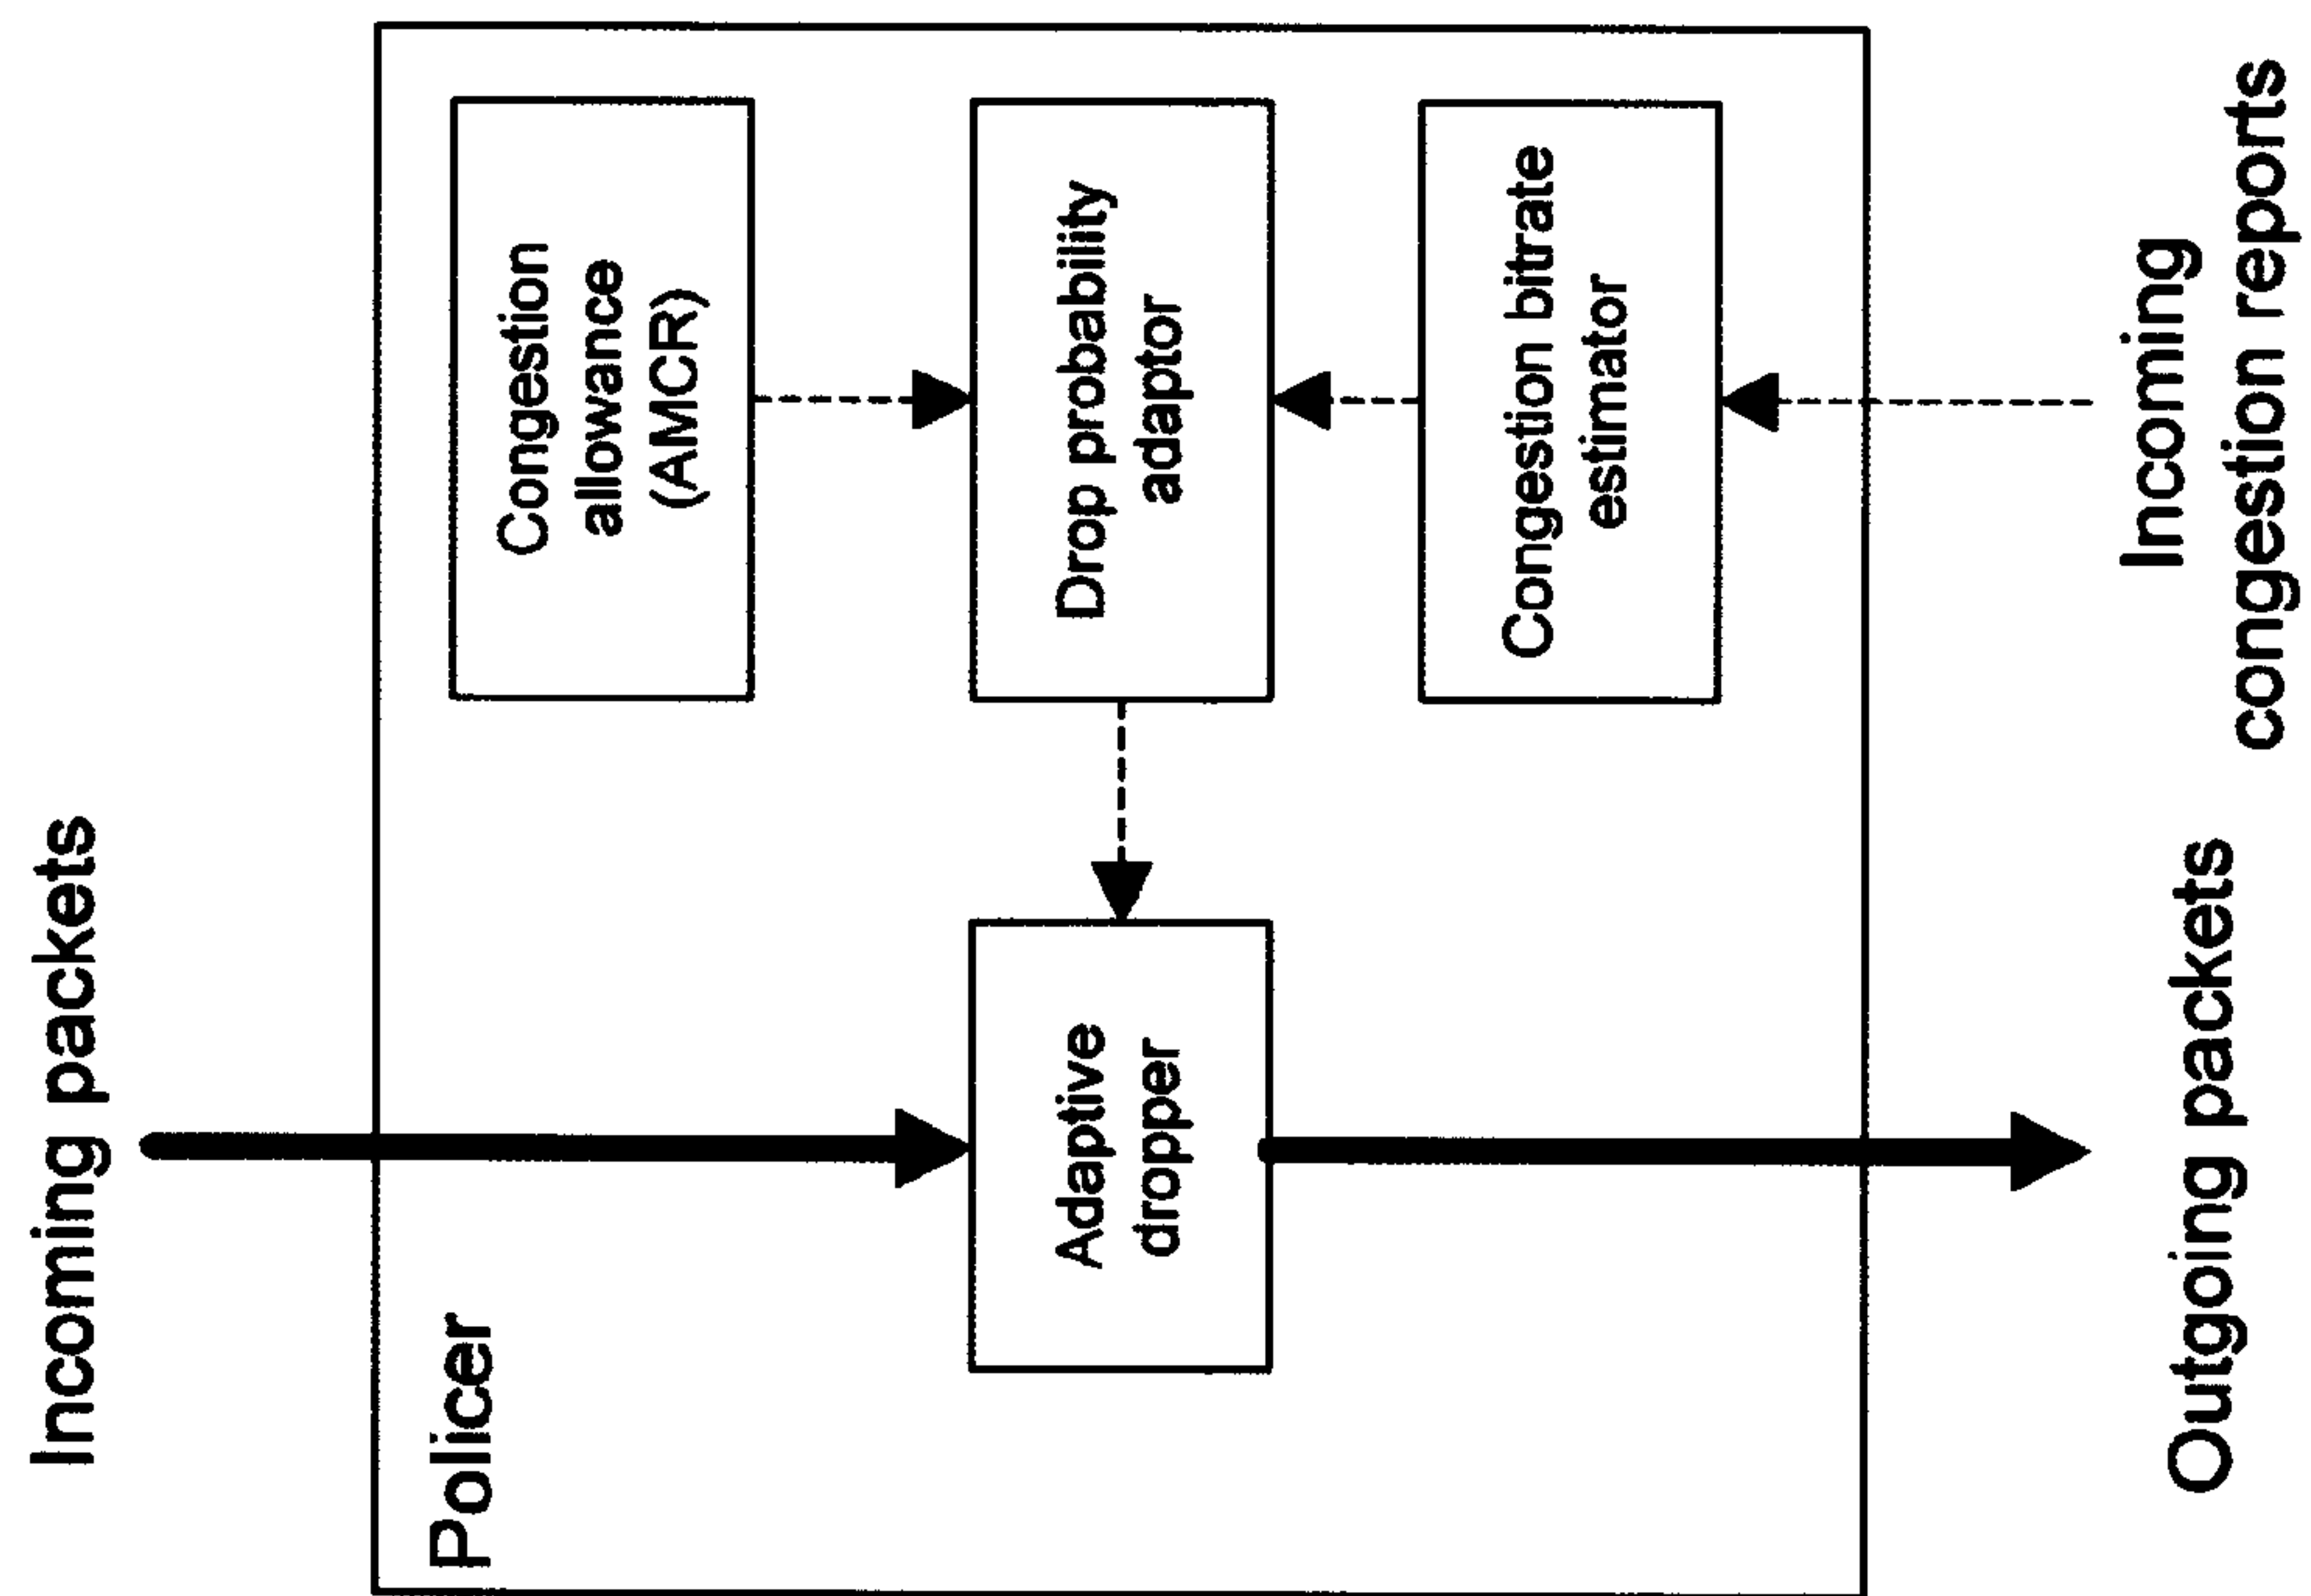 Incoming packets
Policer
Congestion
allowance
(AMCR)
Adaptive
dropper
Drop probability
adaptor
Congestion bitrate
estimator
Outgoing packets
Incoming
congestion reports